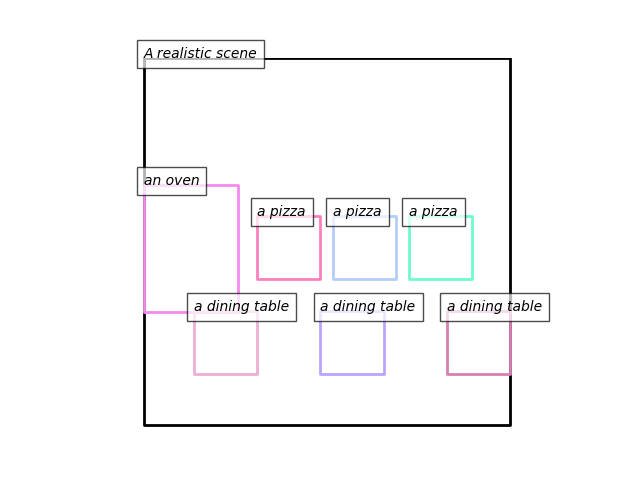 A realistic scene
an oven
a pizza
a pizza
a pizza
a dining table
a dining table
a dining table